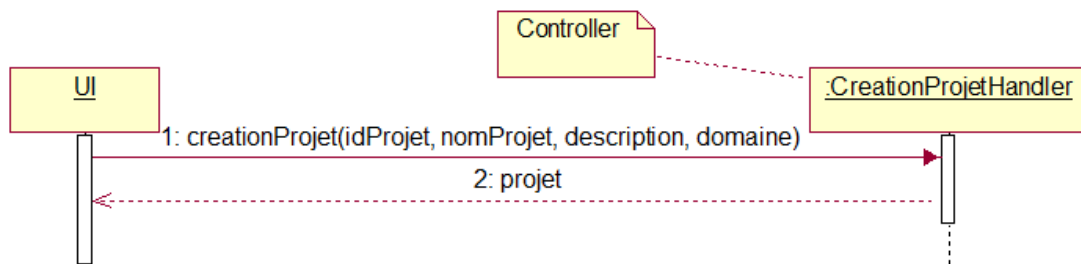 Controller
UI
:CreationProjetHandler
1: creationProjet(idProjet, nomProjet, description, domaine)
2: projet